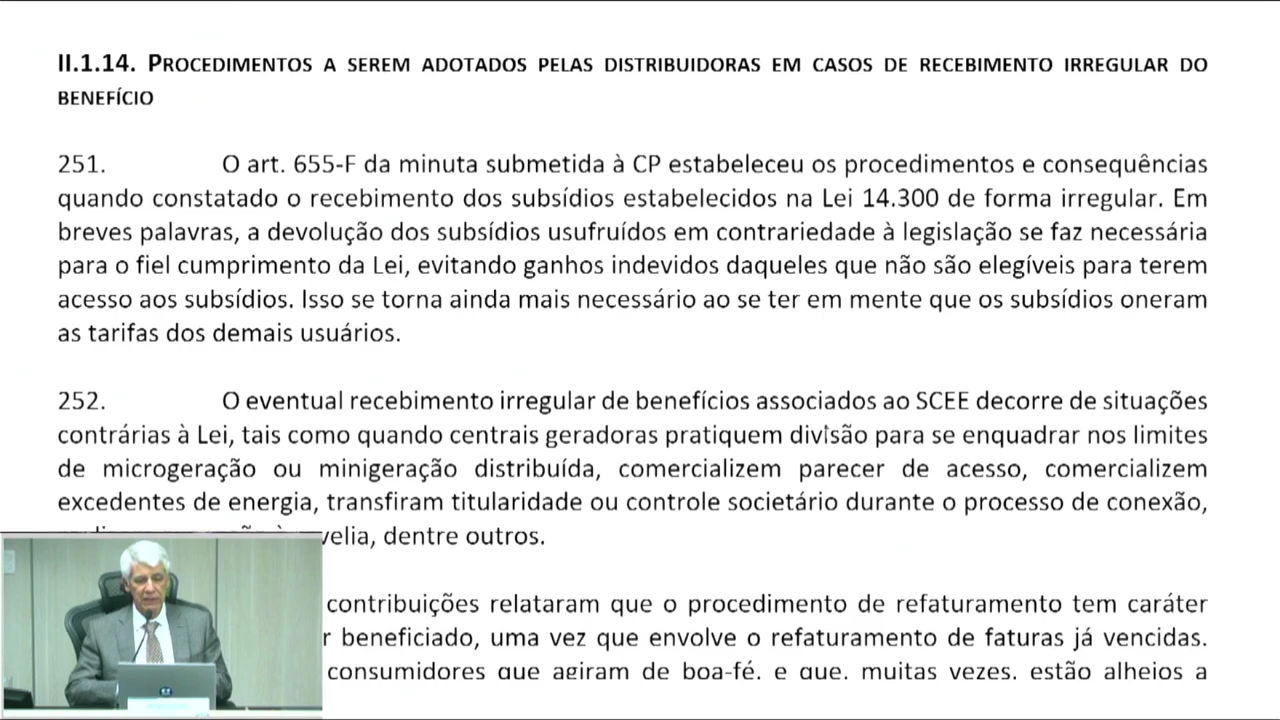 II.1.14. PROCEDIMENTOS A SEREM ADOTADOS PELAS DISTRIBUIDORAS EM CASOS DE RECEBIMENTO IRREGULAR DO
BENEFÍCIO
251. O art. 655-F da minuta submetida à CP estabeleceu os procedimentos e consequências
quando constatado o recebimento dos subsídios estabelecidos na Lei 14.300 de forma irregular. Em
breves palavras, a devolução dos subsídios usufruídos em contrariedade à legislação se faz necessária
para o fiel cumprimento da Lei, evitando ganhos indevidos daqueles que não são elegíveis para terem
acesso aos subsídios. Isso se torna ainda mais necessário ao se ter em mente que os subsídios oneram
as tarifas dos demais usuários.
252. O eventual recebimento irregular de benefícios associados ao SCEE decorre de situações
contrárias à Lei, tais como quando centrais geradoras pratiquem divisão para se enquadrar nos limites
de microgeração ou minigeração distribuída, comercializem parecer de acesso, comercializem
excedentes de energia, transfiram titularidade ou controle societário durante o processo de conexão,
velia, dentre outros.
contribuições relataram que o procedimento de refaturamento tem caráter
r beneficiado, uma vez que envolve o refaturamento de faturas já vencidas.
consumidores que agiram de boa-fé, e que, muitas vezes, estão alheios a